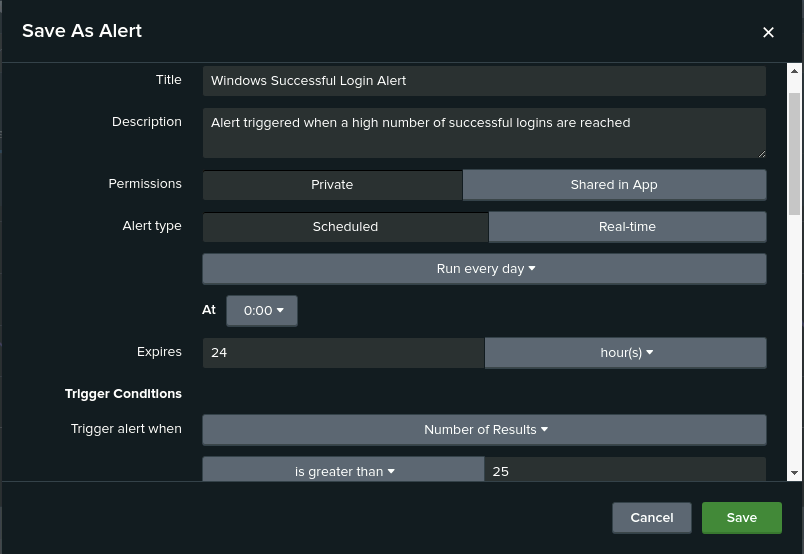 Save As Alert
Title Windows Successful Login Alert
Description Alert triggered when a high number of successful logins are reached
Permissions Private Shared in App
Alert type Scheduled Real-time
Run every day
At 0:00
Expires 24 hour(s)
Trigger Conditions
Trigger alert when Number of Results
is greater than 25
Cancel Save